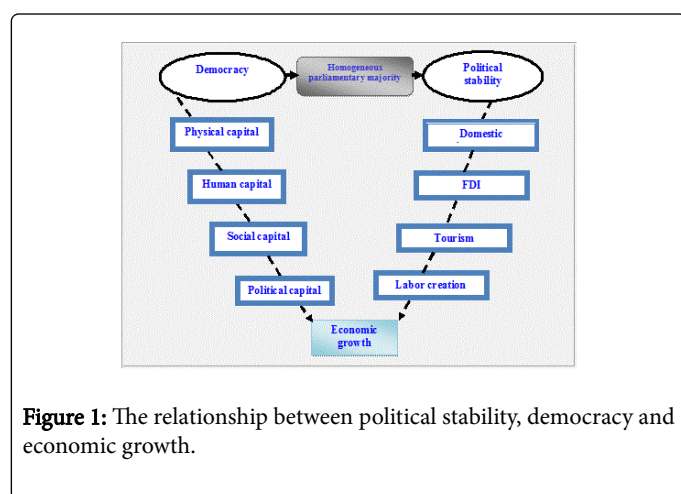 Democracy
Homogeneous
parliamentary majority
Political
stability
Physical capital
Domestic
Human capital
FDI
Social capital
Tourism
Political capital
Labor creation
Economic
growth
Figure 1: The relationship between political stability, democracy and
economic growth.